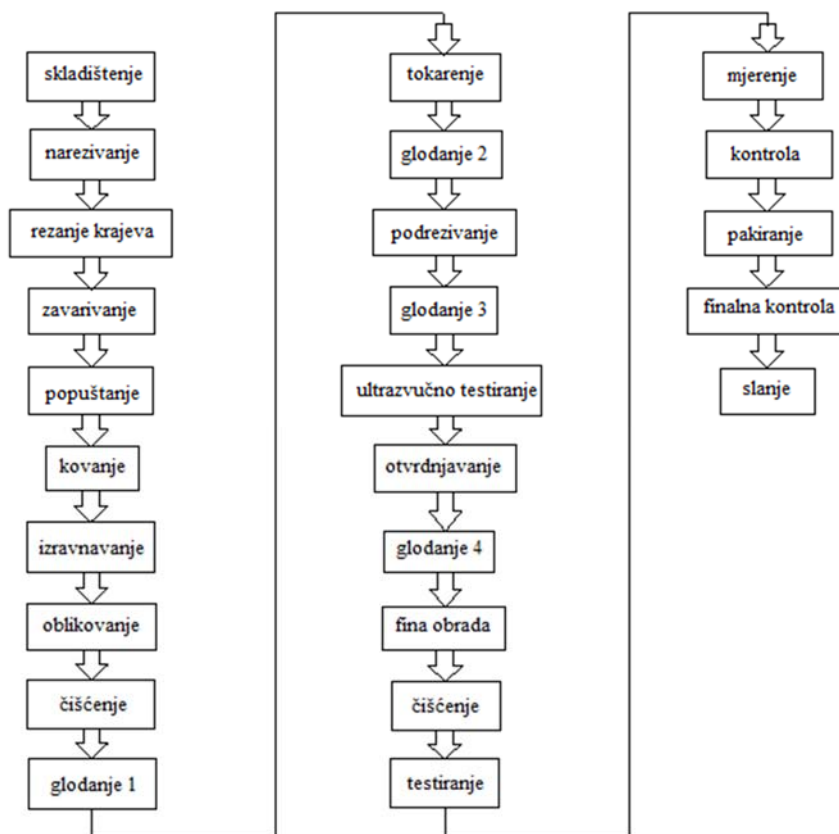 skladištenje
narezivanje
rezanje krajeva
zavarivanje
popuštanje
kovanje
izravnavanje
oblikovanje
čišćenje
glodanje 1
tokarenje
glodanje 2
podrezivanje
glodanje 3
ultrazvučno testiranje
otvrdnjavanje
glodanje 4
fina obrada
čišćenje
testiranje
mjerenje
kontrola
pakiranje
finalna kontrola
slanje